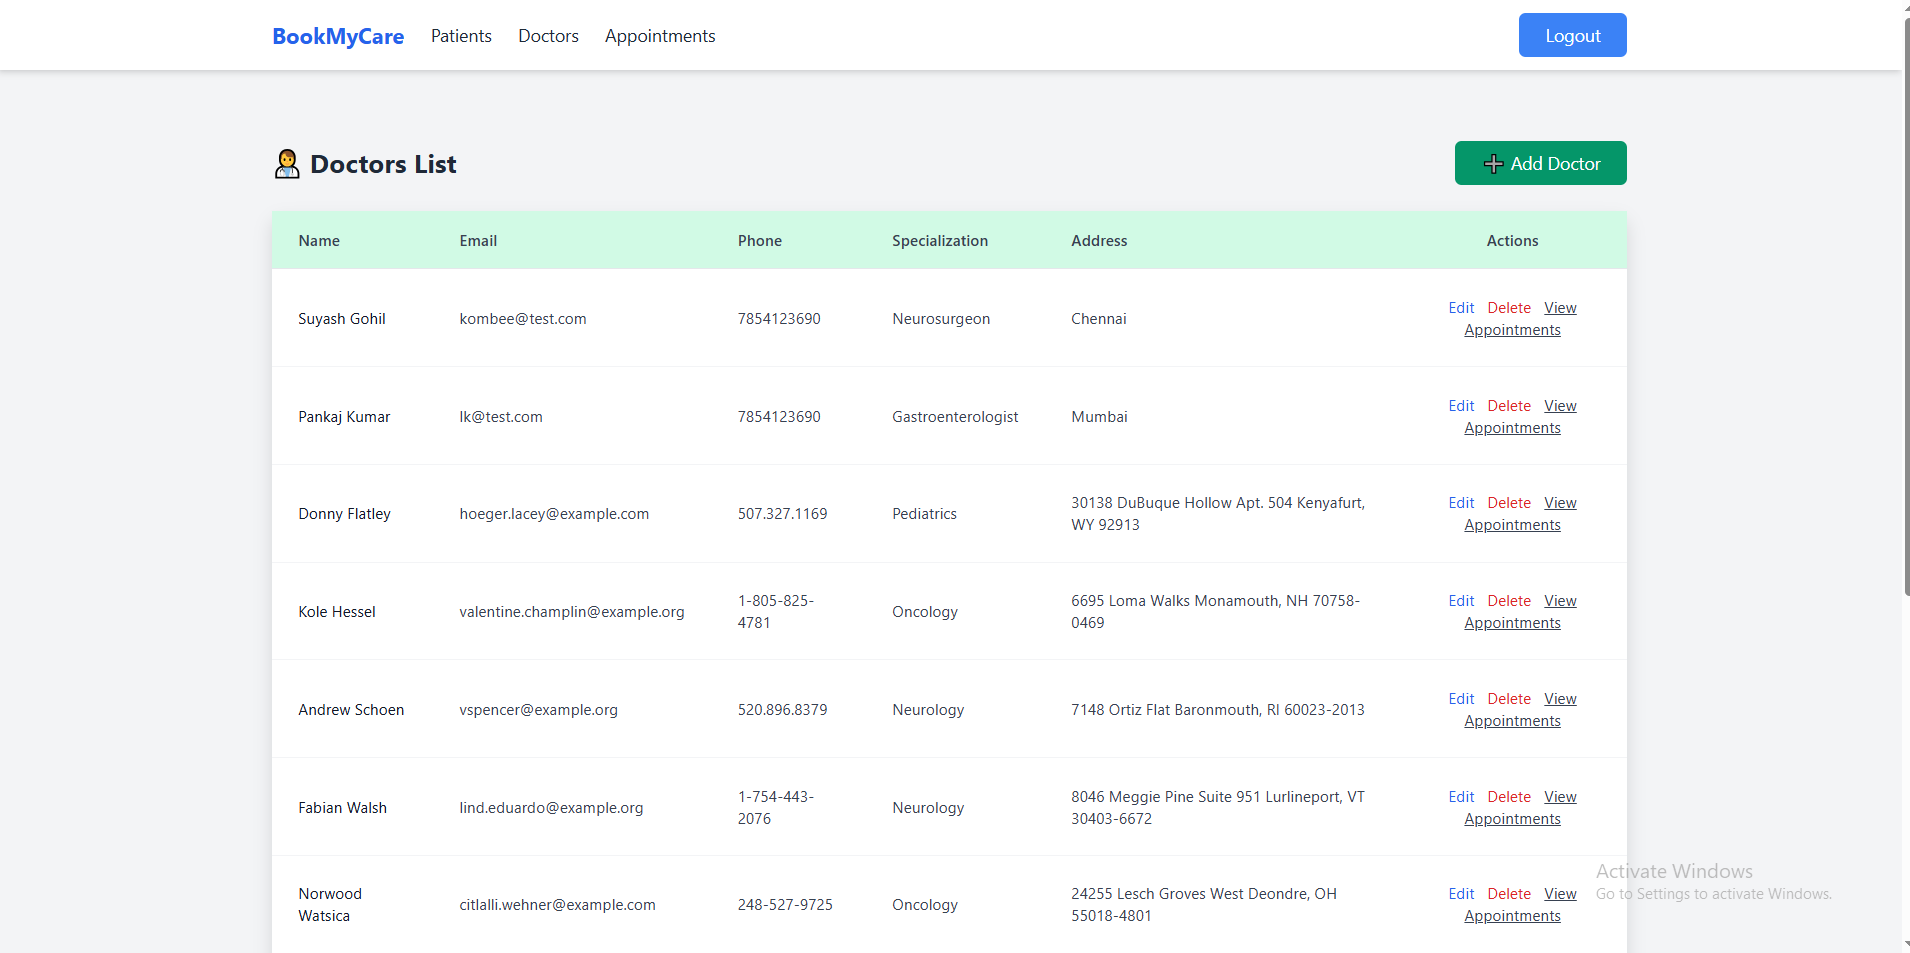 BookMyCare Patients Doctors Appointments Logout
Doctors List
Add Doctor
Name Email Phone Specialization Address Actions
Suyash Gohil kombee@test.com 7854123690 Neurosurgeon Chennai Edit Delete View
Appointments
Pankaj Kumar lk@test.com 7854123690 Gastroenterologist Mumbai Edit Delete View
Appointments
Donny Flatley hoeger.lacey@example.com 507.327.1169 Pediatrics 30138 DuBuque Hollow Apt. 504 Kenyafurt,
WY 92913
Edit Delete View
Appointments
Kole Hessel valentine.champlin@example.org 1-805-825-
4781
Oncology 6695 Loma Walks Monamouth, NH 70758-
0469
Edit Delete View
Appointments
Andrew Schoen vspencer@example.org 520.896.8379 Neurology 7148 Ortiz Flat Baronmouth, RI 60023-2013 Edit Delete View
Appointments
Fabian Walsh lind.eduardo@example.org 1-754-443-
2076
Neurology 8046 Meggie Pine Suite 951 Lurlineport, VT
30403-6672
Edit Delete View
Appointments
Norwood
Watsica
citlalli.wehner@example.com 248-527-9725 Oncology 24255 Lesch Groves West Deondre, OH
55018-4801
Edit Delete View
Appointments
Activate Windows
Go to Settings to activate Windows.